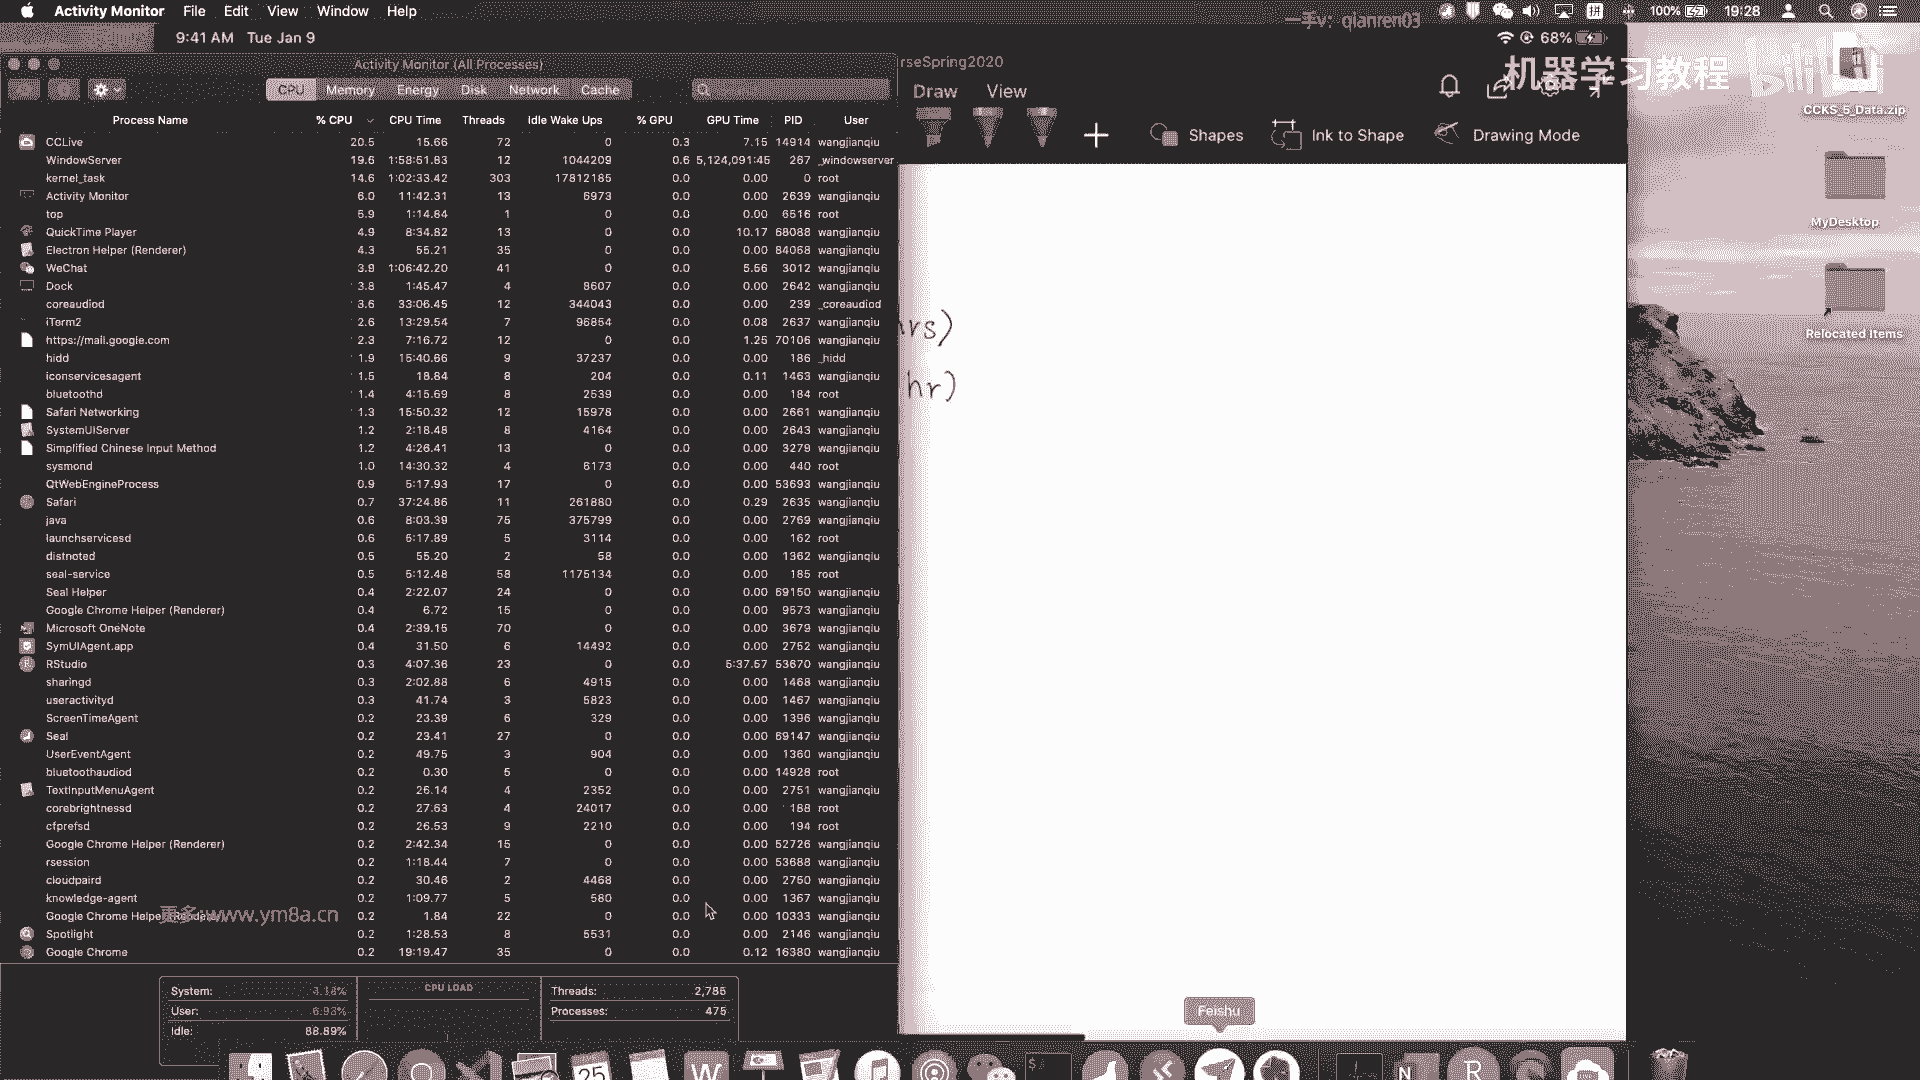 Activity Monitor File Edit View Window Help
一手v: qianren03
100% 19:28
9:41 AM Tue Jan 9
68%
Activity Monitor (All Processes)
rseSpring2020
机器学习教程 bili
CPU Memory Energy Disk Network Cache
Draw View
CCKS_5_Data.zip
Shapes Ink to Shape Drawing Mode
Process Name % CPU CPU Time Threads Idle Wake Ups % GPU GPU Time PID User
CCLive 20.5 15.66 72 0 0.3 7.15 14914 wangjianqiu
WindowServer 19.6 1:58:51.83 12 1044209 0.6 5,124,091:45 267 _windowserver
kernel_task 14.6 1:02:33.42 303 17812185 0.0 0.00 0 root
Activity Monitor 6.0 11:42.31 13 6973 0.0 0.00 2639 wangjianqiu
top 5.9 1:14.84 1 0 0.0 0.00 6516 root
QuickTime Player 4.9 8:34.82 13 0 0.0 10.17 68088 wangjianqiu
Electron Helper (Renderer) 4.3 55.21 35 0 0.0 0.00 84068 wangjianqiu
WeChat 3.9 1:06:42.20 41 0 0.0 5.56 3012 wangjianqiu
Dock 3.8 1:45.47 4 8607 0.0 0.00 2642 wangjianqiu
coreaudiod 3.6 33:06.45 12 344043 0.0 0.00 239 _coreaudiod
iTerm2 2.6 13:29.54 7 96854 0.0 0.08 2637 wangjianqiu
https://mail.google.com 2.3 7:16.72 12 0 0.0 1.25 70106 wangjianqiu
hidd 1.9 15:40.66 9 37237 0.0 0.00 186 _hidd
iconservicesagent 1.5 18.84 8 204 0.0 0.11 1463 wangjianqiu
bluetoothd 1.4 4:15.69 8 2539 0.0 0.00 184 root
Safari Networking 1.3 15:50.32 12 15978 0.0 0.00 2661 wangjianqiu
SystemUIServer 1.2 2:18.48 8 4164 0.0 0.00 2643 wangjianqiu
Simplified Chinese Input Method 1.2 4:26.41 13 0 0.0 0.00 3279 wangjianqiu
sysmond 1.0 14:30.32 4 6173 0.0 0.00 440 root
QtWebEngineProcess 0.9 5:17.93 17 0 0.0 0.00 53693 wangjianqiu
Safari 0.7 37:24.86 11 261880 0.0 0.29 2635 wangjianqiu
java 0.6 8:03.39 75 375799 0.0 0.00 2769 wangjianqiu
launchservicesd 0.6 5:17.89 5 3114 0.0 0.00 162 root
distnoted 0.5 55.20 2 58 0.0 0.00 1362 wangjianqiu
seal-service 0.5 5:12.48 58 1175134 0.0 0.00 185 root
Seal Helper 0.4 2:22.07 24 0 0.0 0.00 69150 wangjianqiu
Google Chrome Helper (Renderer) 0.4 6.72 15 0 0.0 0.00 9573 wangjianqiu
Microsoft OneNote 0.4 2:39.15 70 0 0.0 0.00 3679 wangjianqiu
SymUIAgent.app 0.4 31.50 6 14492 0.0 0.00 2752 wangjianqiu
RStudio 0.3 4:07.36 23 0 0.0 5:37.57 53670 wangjianqiu
sharingd 0.3 2:02.88 6 4915 0.0 0.00 1468 wangjianqiu
useractivityd 0.3 41.74 3 5823 0.0 0.00 1467 wangjianqiu
ScreenTimeAgent 0.2 23.39 6 329 0.0 0.00 1396 wangjianqiu
Seal 0.2 23.41 27 0 0.0 0.00 69147 wangjianqiu
UserEventAgent 0.2 49.75 3 904 0.0 0.00 1360 wangjianqiu
bluetoothaudiod 0.2 0.30 5 0 0.0 0.00 14928 root
TextInputMenuAgent 0.2 26.14 4 2352 0.0 0.00 2751 wangjianqiu
corebrightnessd 0.2 27.63 4 24017 0.0 0.00 188 root
cfprefsd 0.2 26.53 9 2210 0.0 0.00 194 root
Google Chrome Helper (Renderer) 0.2 2:42.34 15 0 0.0 0.00 52726 wangjianqiu
rsession 0.2 1:18.44 7 0 0.0 0.00 53688 wangjianqiu
cloudpaird 0.2 30.46 2 4468 0.0 0.00 2750 wangjianqiu
knowledge-agent 0.2 1:09.77 5 580 0.0 0.00 1367 wangjianqiu
Google Chrome Helper 0.2 1.84 22 0 0.0 0.00 10333 wangjianqiu
更多:www.ym8a.cn
Spotlight 0.2 1:28.53 8 5531 0.0 0.00 2146 wangjianqiu
Google Chrome 0.2 19:19.47 35 0 0.0 0.12 16380 wangjianqiu
MyDesktop
Relocated Items
hr)
System: CPU LOAD Threads: 2,785
User: 6.93% Processes: 475
Idle: 88.89%
Feishu
25